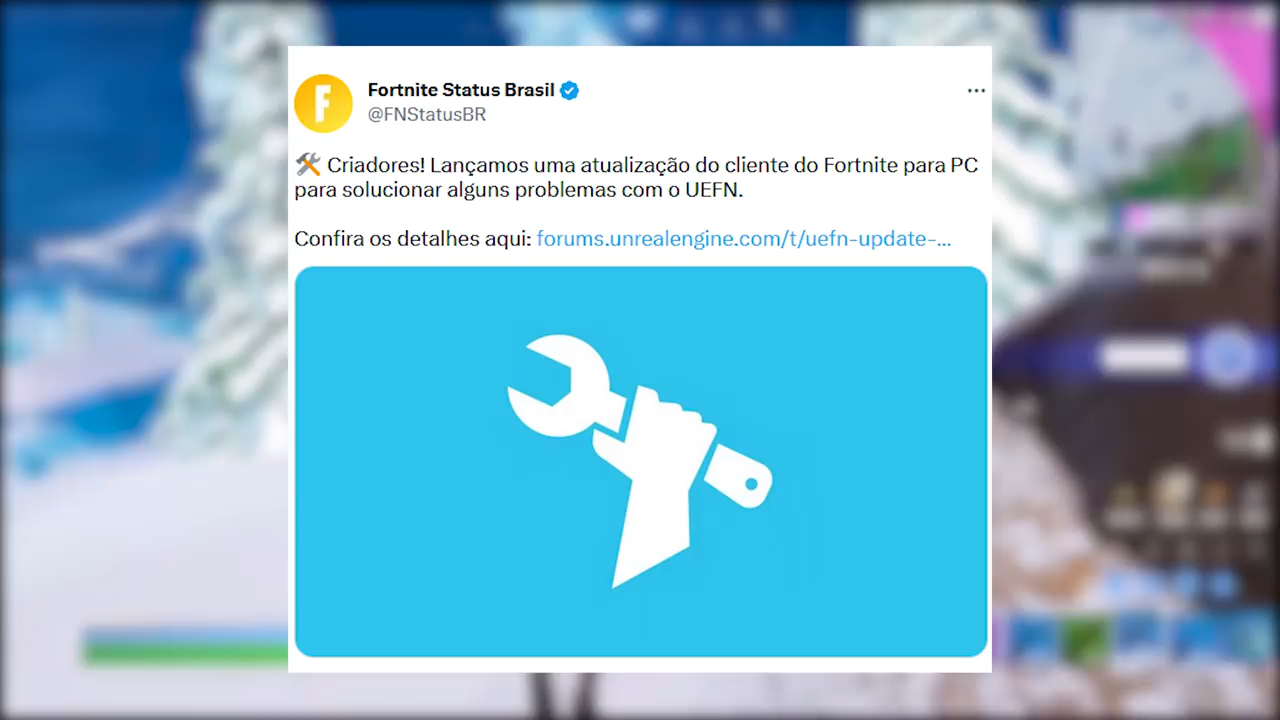 Fortnite Status Brasil
@FNStatusBR
🛠 Criadores! Lançamos uma atualização do cliente do Fortnite para PC
para solucionar alguns problemas com o UEFN.
Confira os detalhes aqui: forums.unrealengine.com/t/uefn-update-...